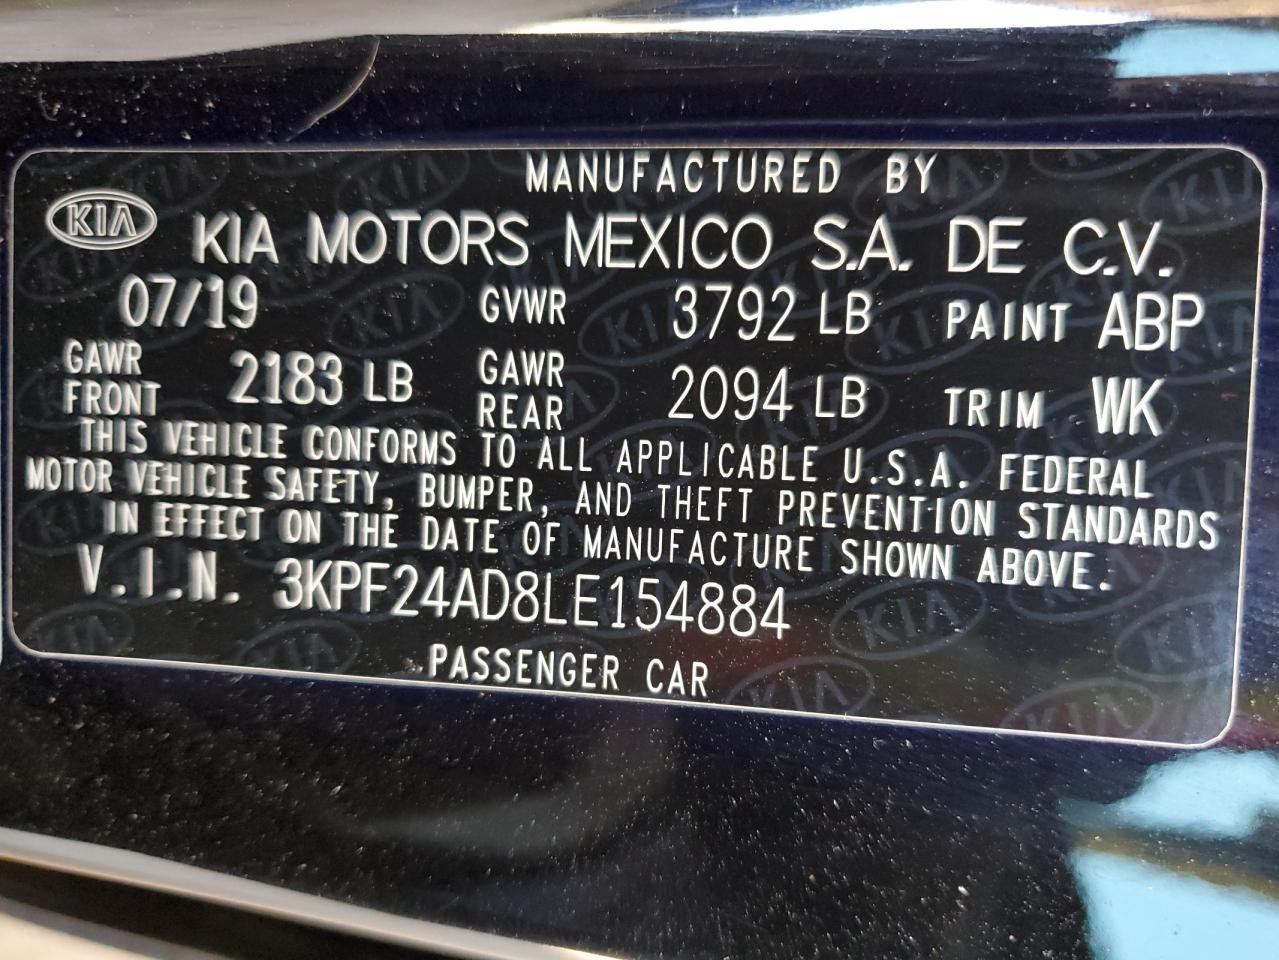 MANUFACTURED BY
KIA KIA MOTORS MEXICO S.A. DE C.V.
07/19 GVWR 3792 LB PAINT ABP
GAWR FRONT 2183 LB GAWR REAR 2094 LB TRIM WK
THIS VEHICLE CONFORMS TO ALL APPLICABLE U.S.A. FEDERAL
MOTOR VEHICLE SAFETY, BUMPER, AND THEFT PREVENTION STANDARDS
IN EFFECT ON THE DATE OF MANUFACTURE SHOWN ABOVE.
V.I.N. 3KPF24AD8LE154884
PASSENGER CAR